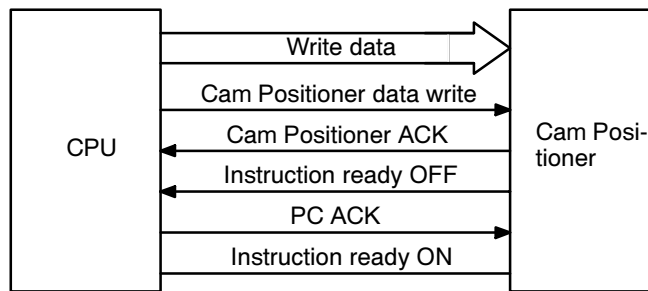 Write data
Cam Positioner data write
Cam Positioner ACK
CPU
Cam Posi-
tioner
Instruction ready OFF
PC ACK
Instruction ready ON